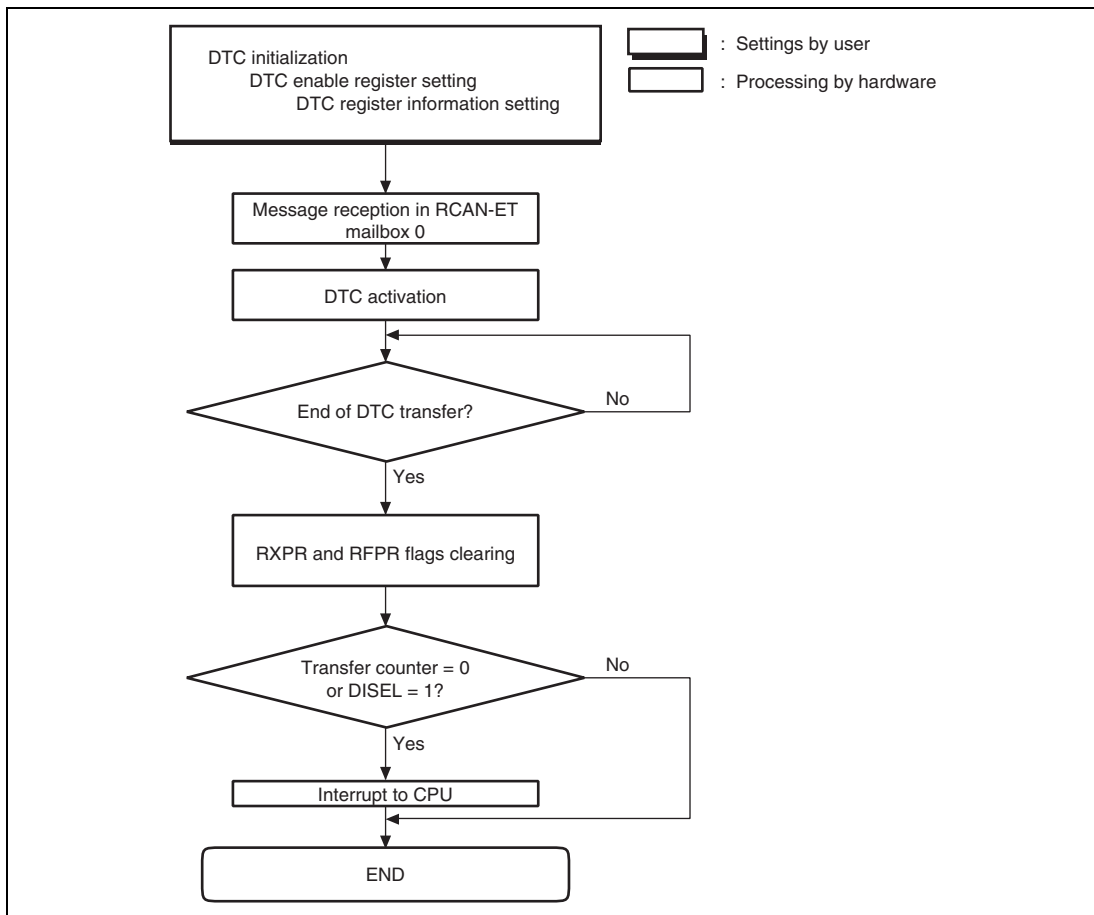 DTC initialization
DTC enable register setting
DTC register information setting
: Settings by user
: Processing by hardware
Message reception in RCAN-ET
mailbox 0
DTC activation
End of DTC transfer?
No
Yes
RXPR and RFPR flags clearing
Transfer counter = 0
or DISEL = 1?
No
Yes
Interrupt to CPU
END